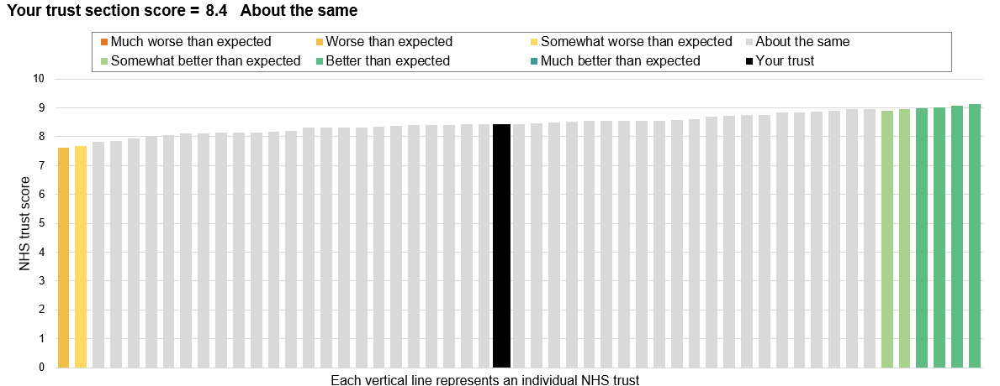 Your trust section score = 8.4 About the same
Much worse than expected Worse than expected Somewhat worse than expected About the same
Somewhat better than expected Better than expected Much better than expected Your trust
10
9
8
7
6
5
4
3
2
1
0
NHS trust score
Each vertical line represents an individual NHS trust